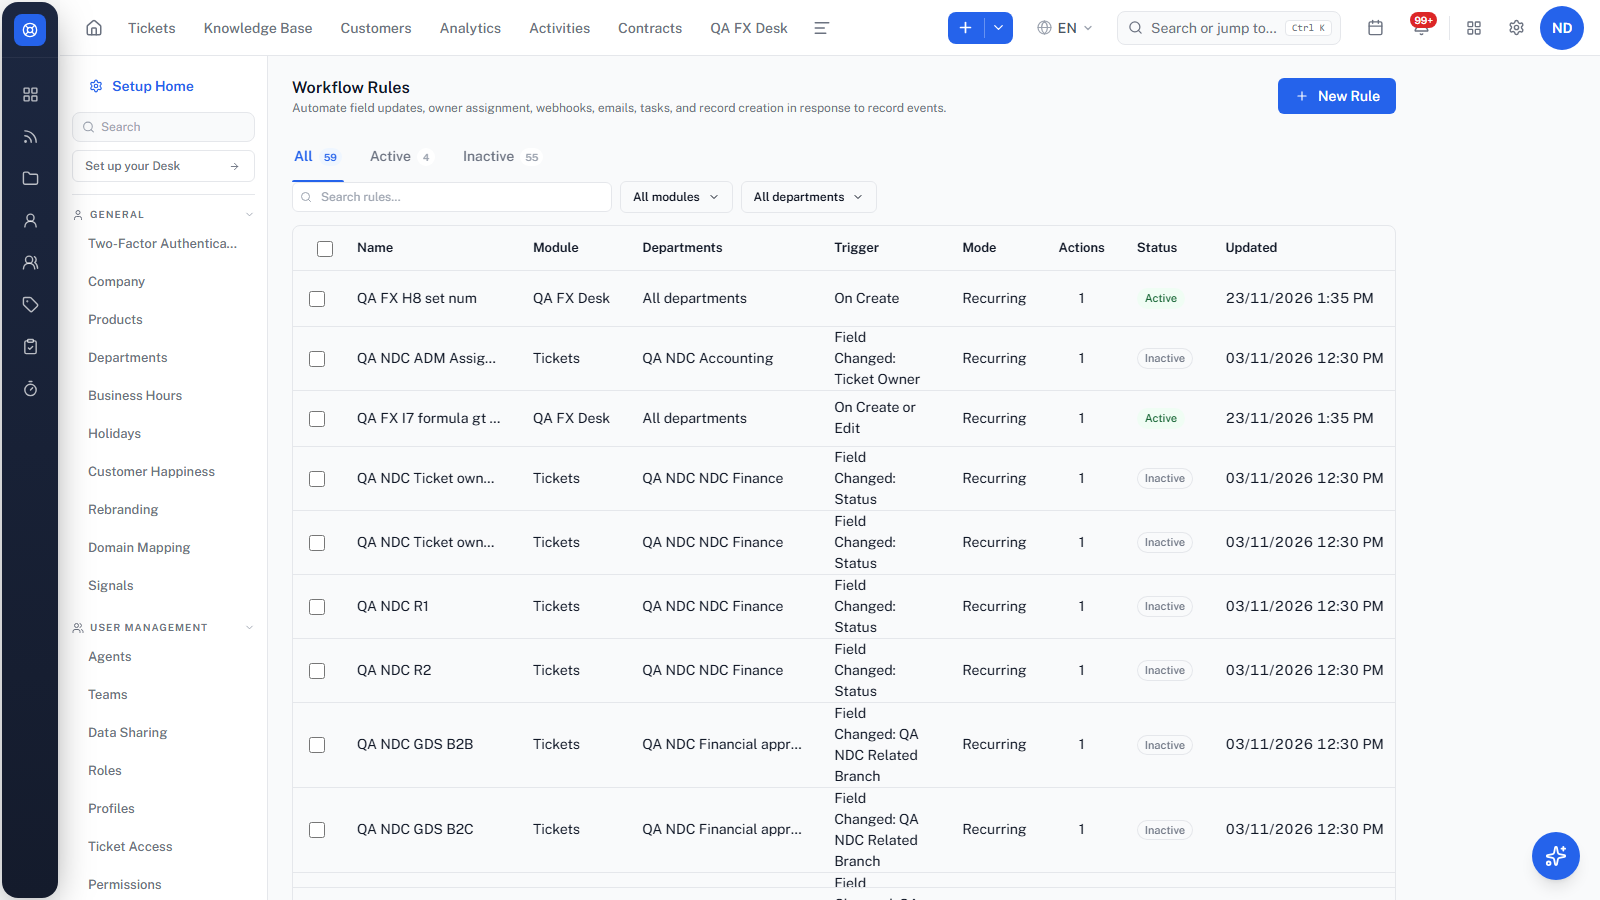 Tickets
Knowledge Base
Customers
Analytics
Activities
Contracts
QA FX Desk
EN
Search or jump to...
Ctrl K
99+
ND
Setup Home
Search
Set up your Desk
GENERAL
Two-Factor Authentica...
Company
Products
Departments
Business Hours
Holidays
Customer Happiness
Rebranding
Domain Mapping
Signals
USER MANAGEMENT
Agents
Teams
Data Sharing
Roles
Profiles
Ticket Access
Permissions
Workflow Rules
Automate field updates, owner assignment, webhooks, emails, tasks, and record creation in response to record events.
New Rule
All 59
Active 4
Inactive 55
Search rules...
All modules
All departments
Name Module Departments Trigger Mode Actions Status Updated
QA FX H8 set num QA FX Desk All departments On Create Recurring 1 Active 23/11/2026 1:35 PM
Field
Changed:
QA NDC ADM Assig... Tickets QA NDC Accounting Recurring 1 Inactive 03/11/2026 12:30 PM
Ticket Owner
On Create or
QA FX I7 formula gt ... QA FX Desk All departments Recurring 1 Active 23/11/2026 1:35 PM
Edit
Field
Changed:
QA NDC Ticket own... Tickets QA NDC NDC Finance Recurring 1 Inactive 03/11/2026 12:30 PM
Status
Field
Changed:
QA NDC Ticket own... Tickets QA NDC NDC Finance Recurring 1 Inactive 03/11/2026 12:30 PM
Status
Field
Changed:
QA NDC R1 Tickets QA NDC NDC Finance Recurring 1 Inactive 03/11/2026 12:30 PM
Status
Field
Changed:
QA NDC R2 Tickets QA NDC NDC Finance Recurring 1 Inactive 03/11/2026 12:30 PM
Status
Field
Changed: QA
QA NDC GDS B2B Tickets QA NDC Financial appr... Recurring 1 Inactive 03/11/2026 12:30 PM
NDC Related
Branch
Field
Changed: QA
QA NDC GDS B2C Tickets QA NDC Financial appr... Recurring 1 Inactive 03/11/2026 12:30 PM
NDC Related
Branch
Field